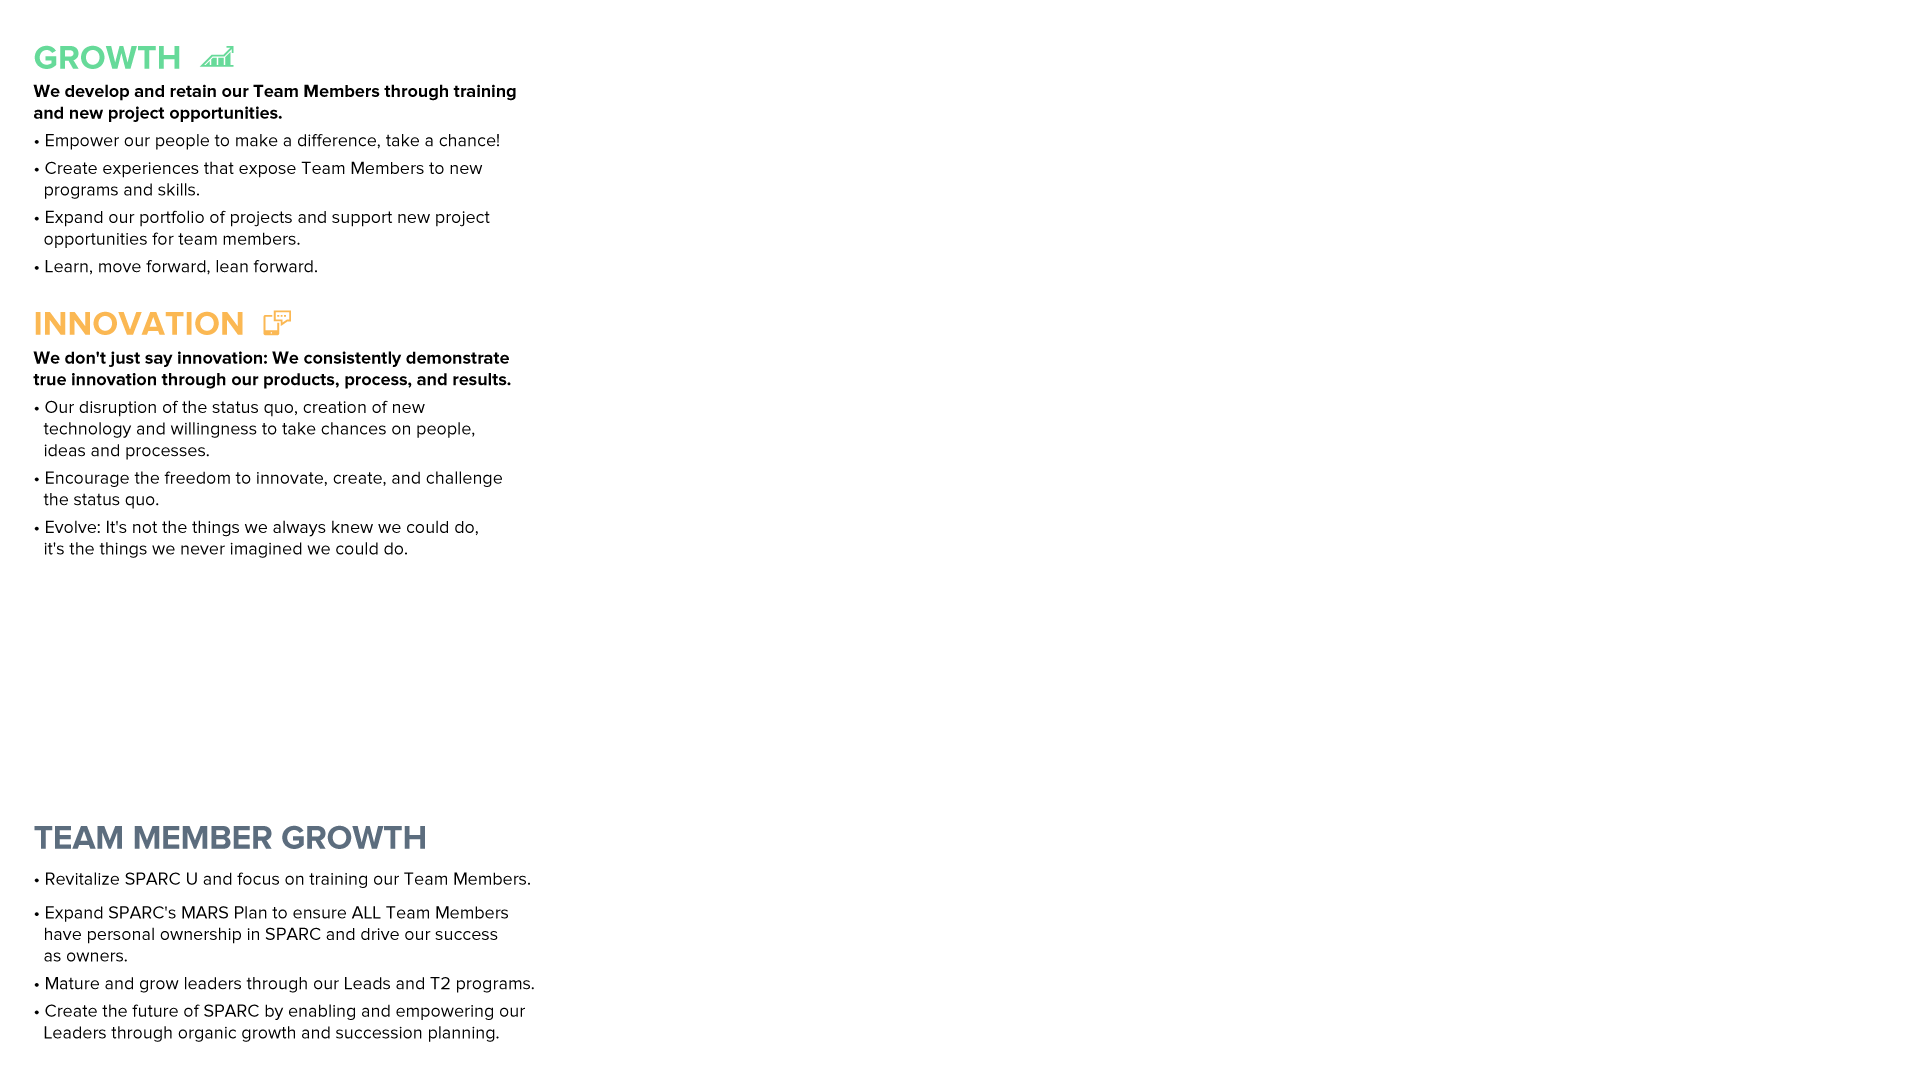 GROWTH
We develop and retain our Team Members through training
and new project opportunities.
• Empower our people to make a difference, take a chance!
• Create experiences that expose Team Members to new
programs and skills.
• Expand our portfolio of projects and support new project
opportunities for team members.
• Learn, move forward, lean forward.
INNOVATION
We don't just say innovation: We consistently demonstrate
true innovation through our products, process, and results.
• Our disruption of the status quo, creation of new
technology and willingness to take chances on people,
ideas and processes.
• Encourage the freedom to innovate, create, and challenge
the status quo.
• Evolve: It's not the things we always knew we could do,
it's the things we never imagined we could do.
TEAM MEMBER GROWTH
• Revitalize SPARC U and focus on training our Team Members.
• Expand SPARC's MARS Plan to ensure ALL Team Members
have personal ownership in SPARC and drive our success
as owners.
• Mature and grow leaders through our Leads and T2 programs.
• Create the future of SPARC by enabling and empowering our
Leaders through organic growth and succession planning.